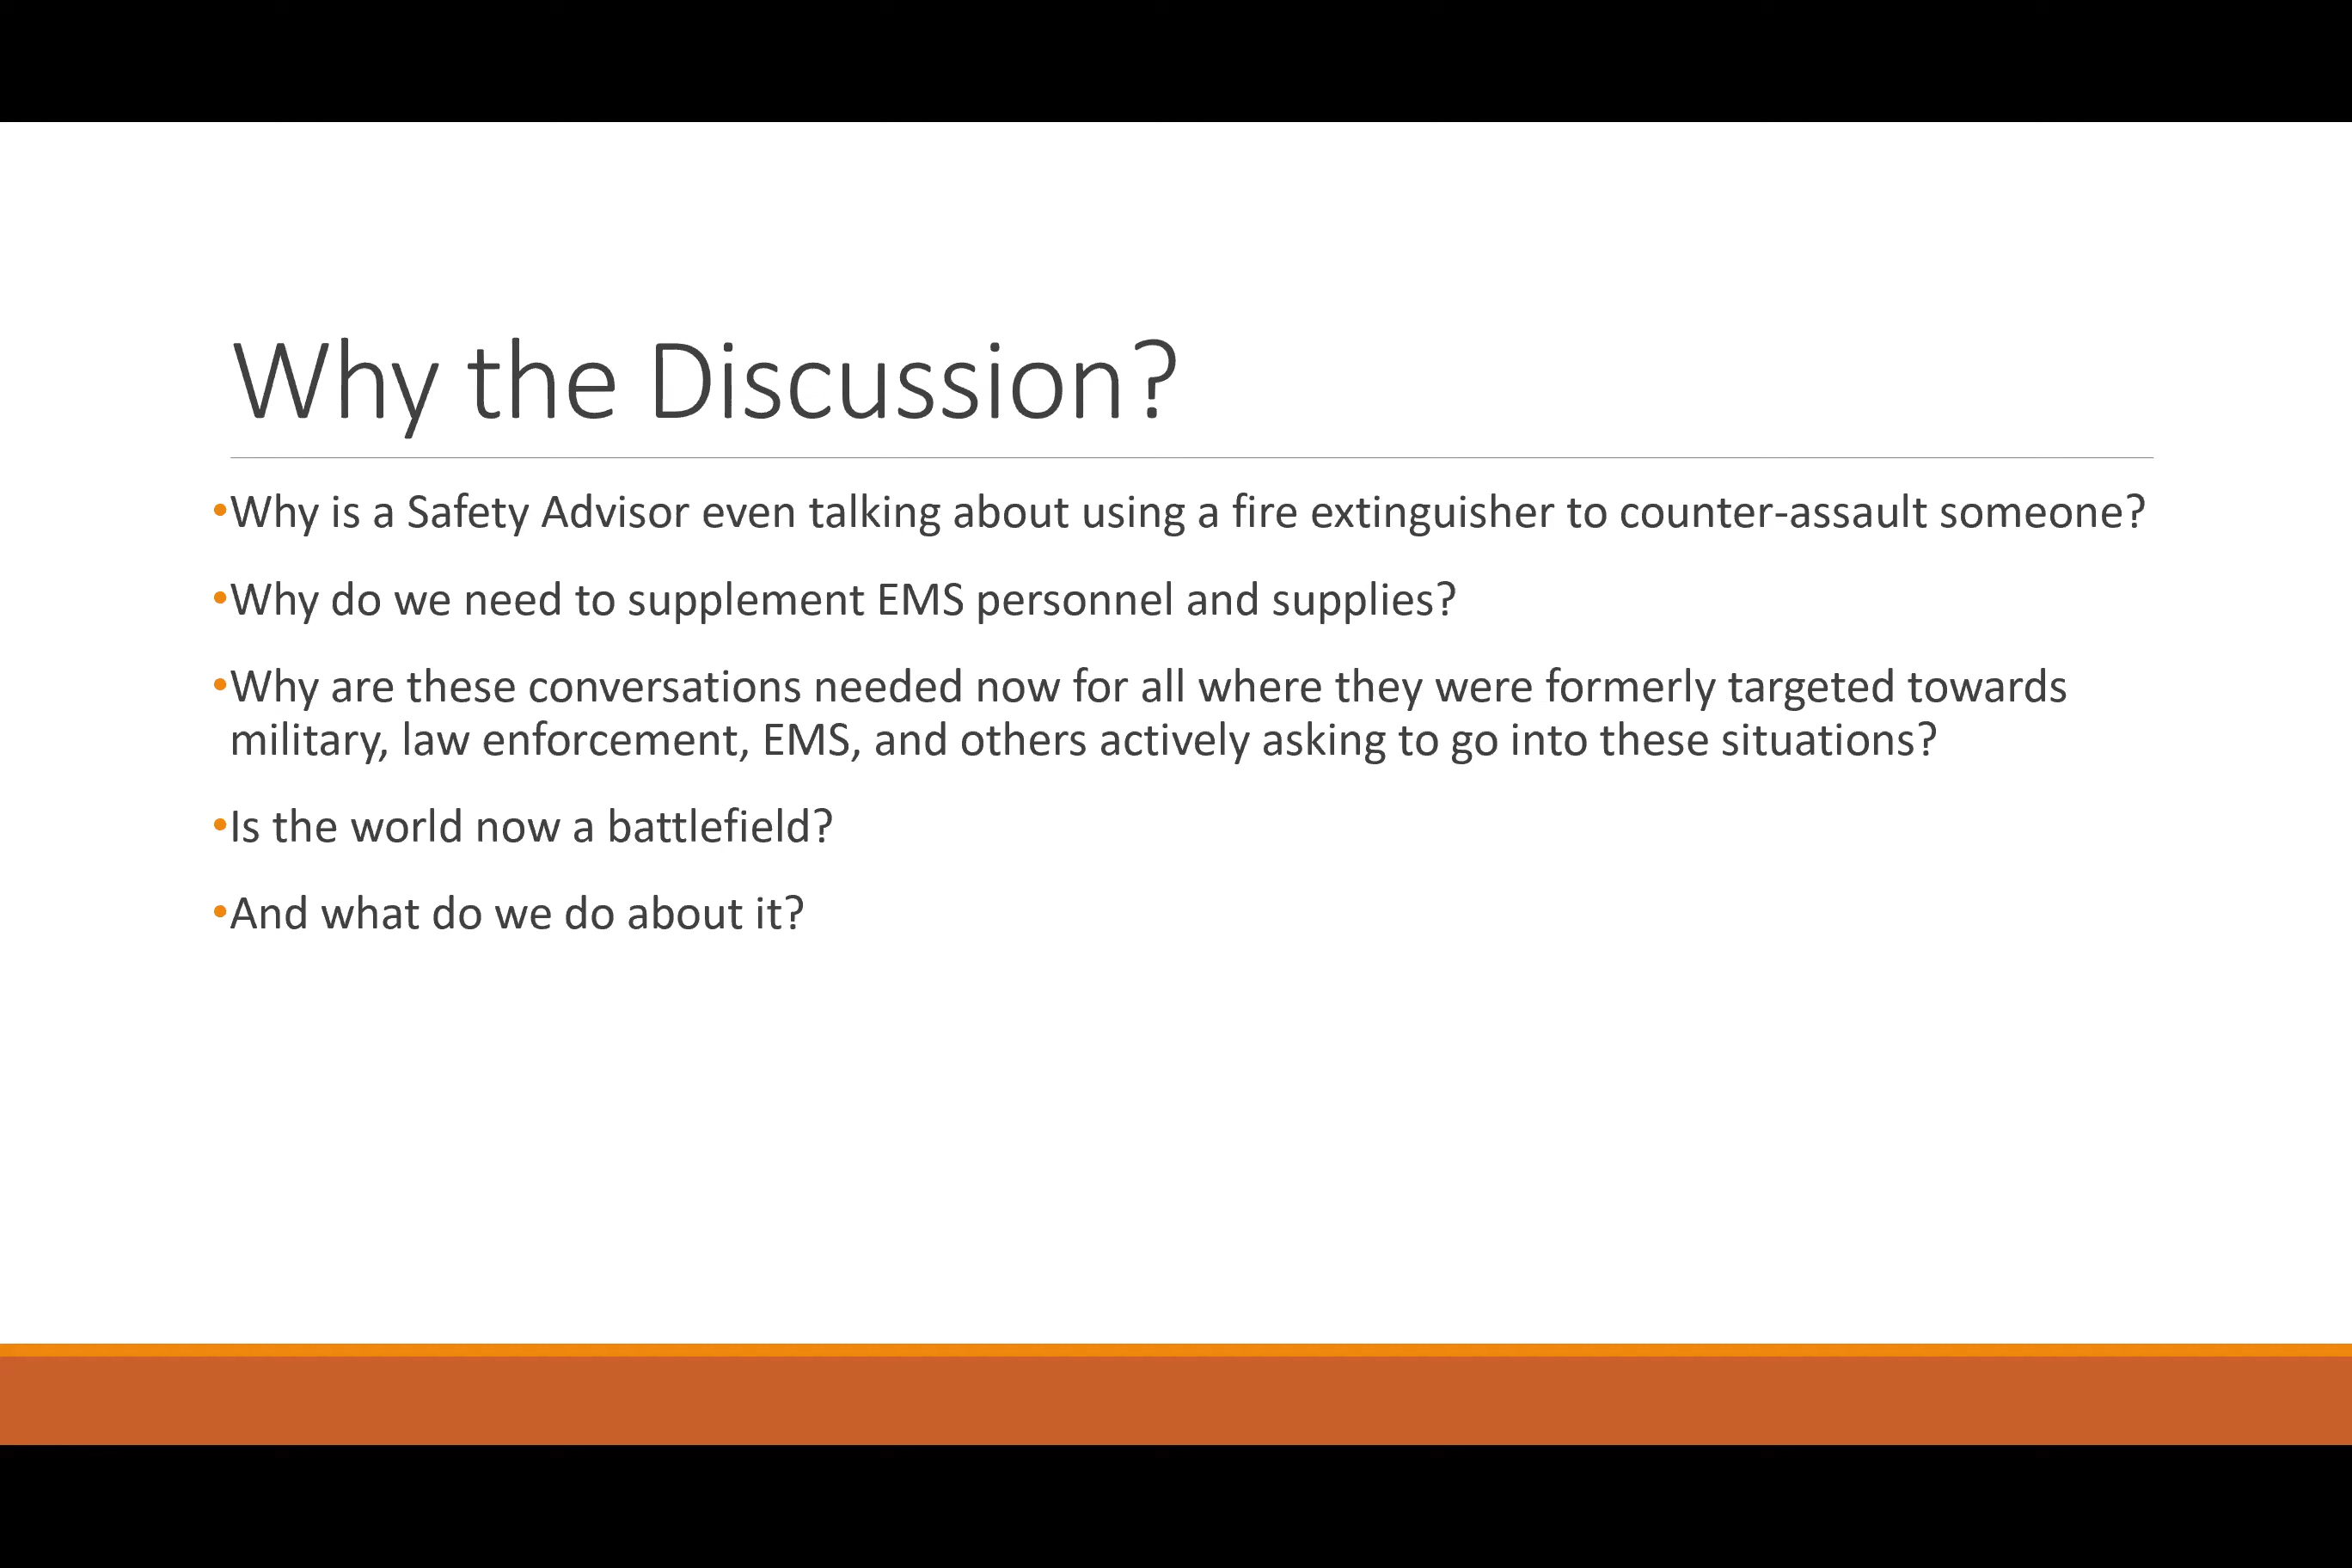 Why the Discussion?
•Why is a Safety Advisor even talking about using a fire extinguisher to counter-assault someone?
•Why do we need to supplement EMS personnel and supplies?
•Why are these conversations needed now for all where they were formerly targeted towards
military, law enforcement, EMS, and others actively asking to go into these situations?
•Is the world now a battlefield?
•And what do we do about it?